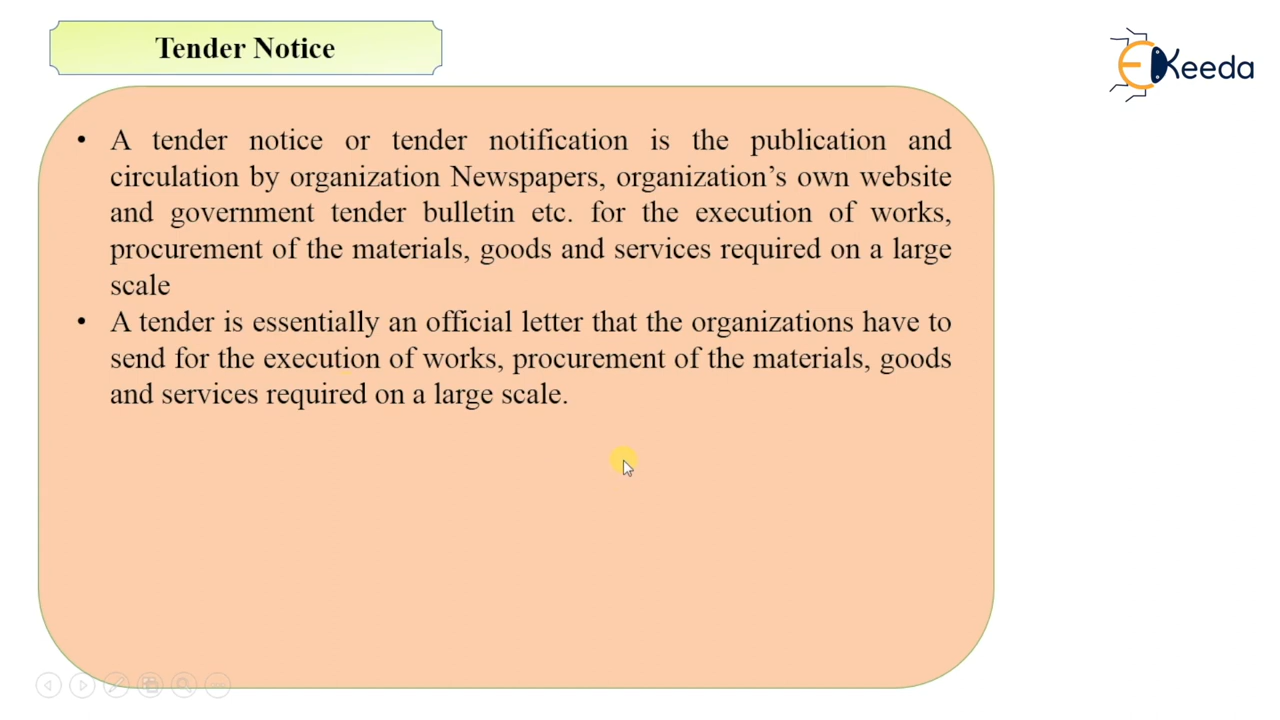 Tender Notice
EKeeda
• A tender notice or tender notification is the publication and
circulation by organization Newspapers, organization’s own website
and government tender bulletin etc. for the execution of works,
procurement of the materials, goods and services required on a large
scale
• A tender is essentially an official letter that the organizations have to
send for the execution of works, procurement of the materials, goods
and services required on a large scale.